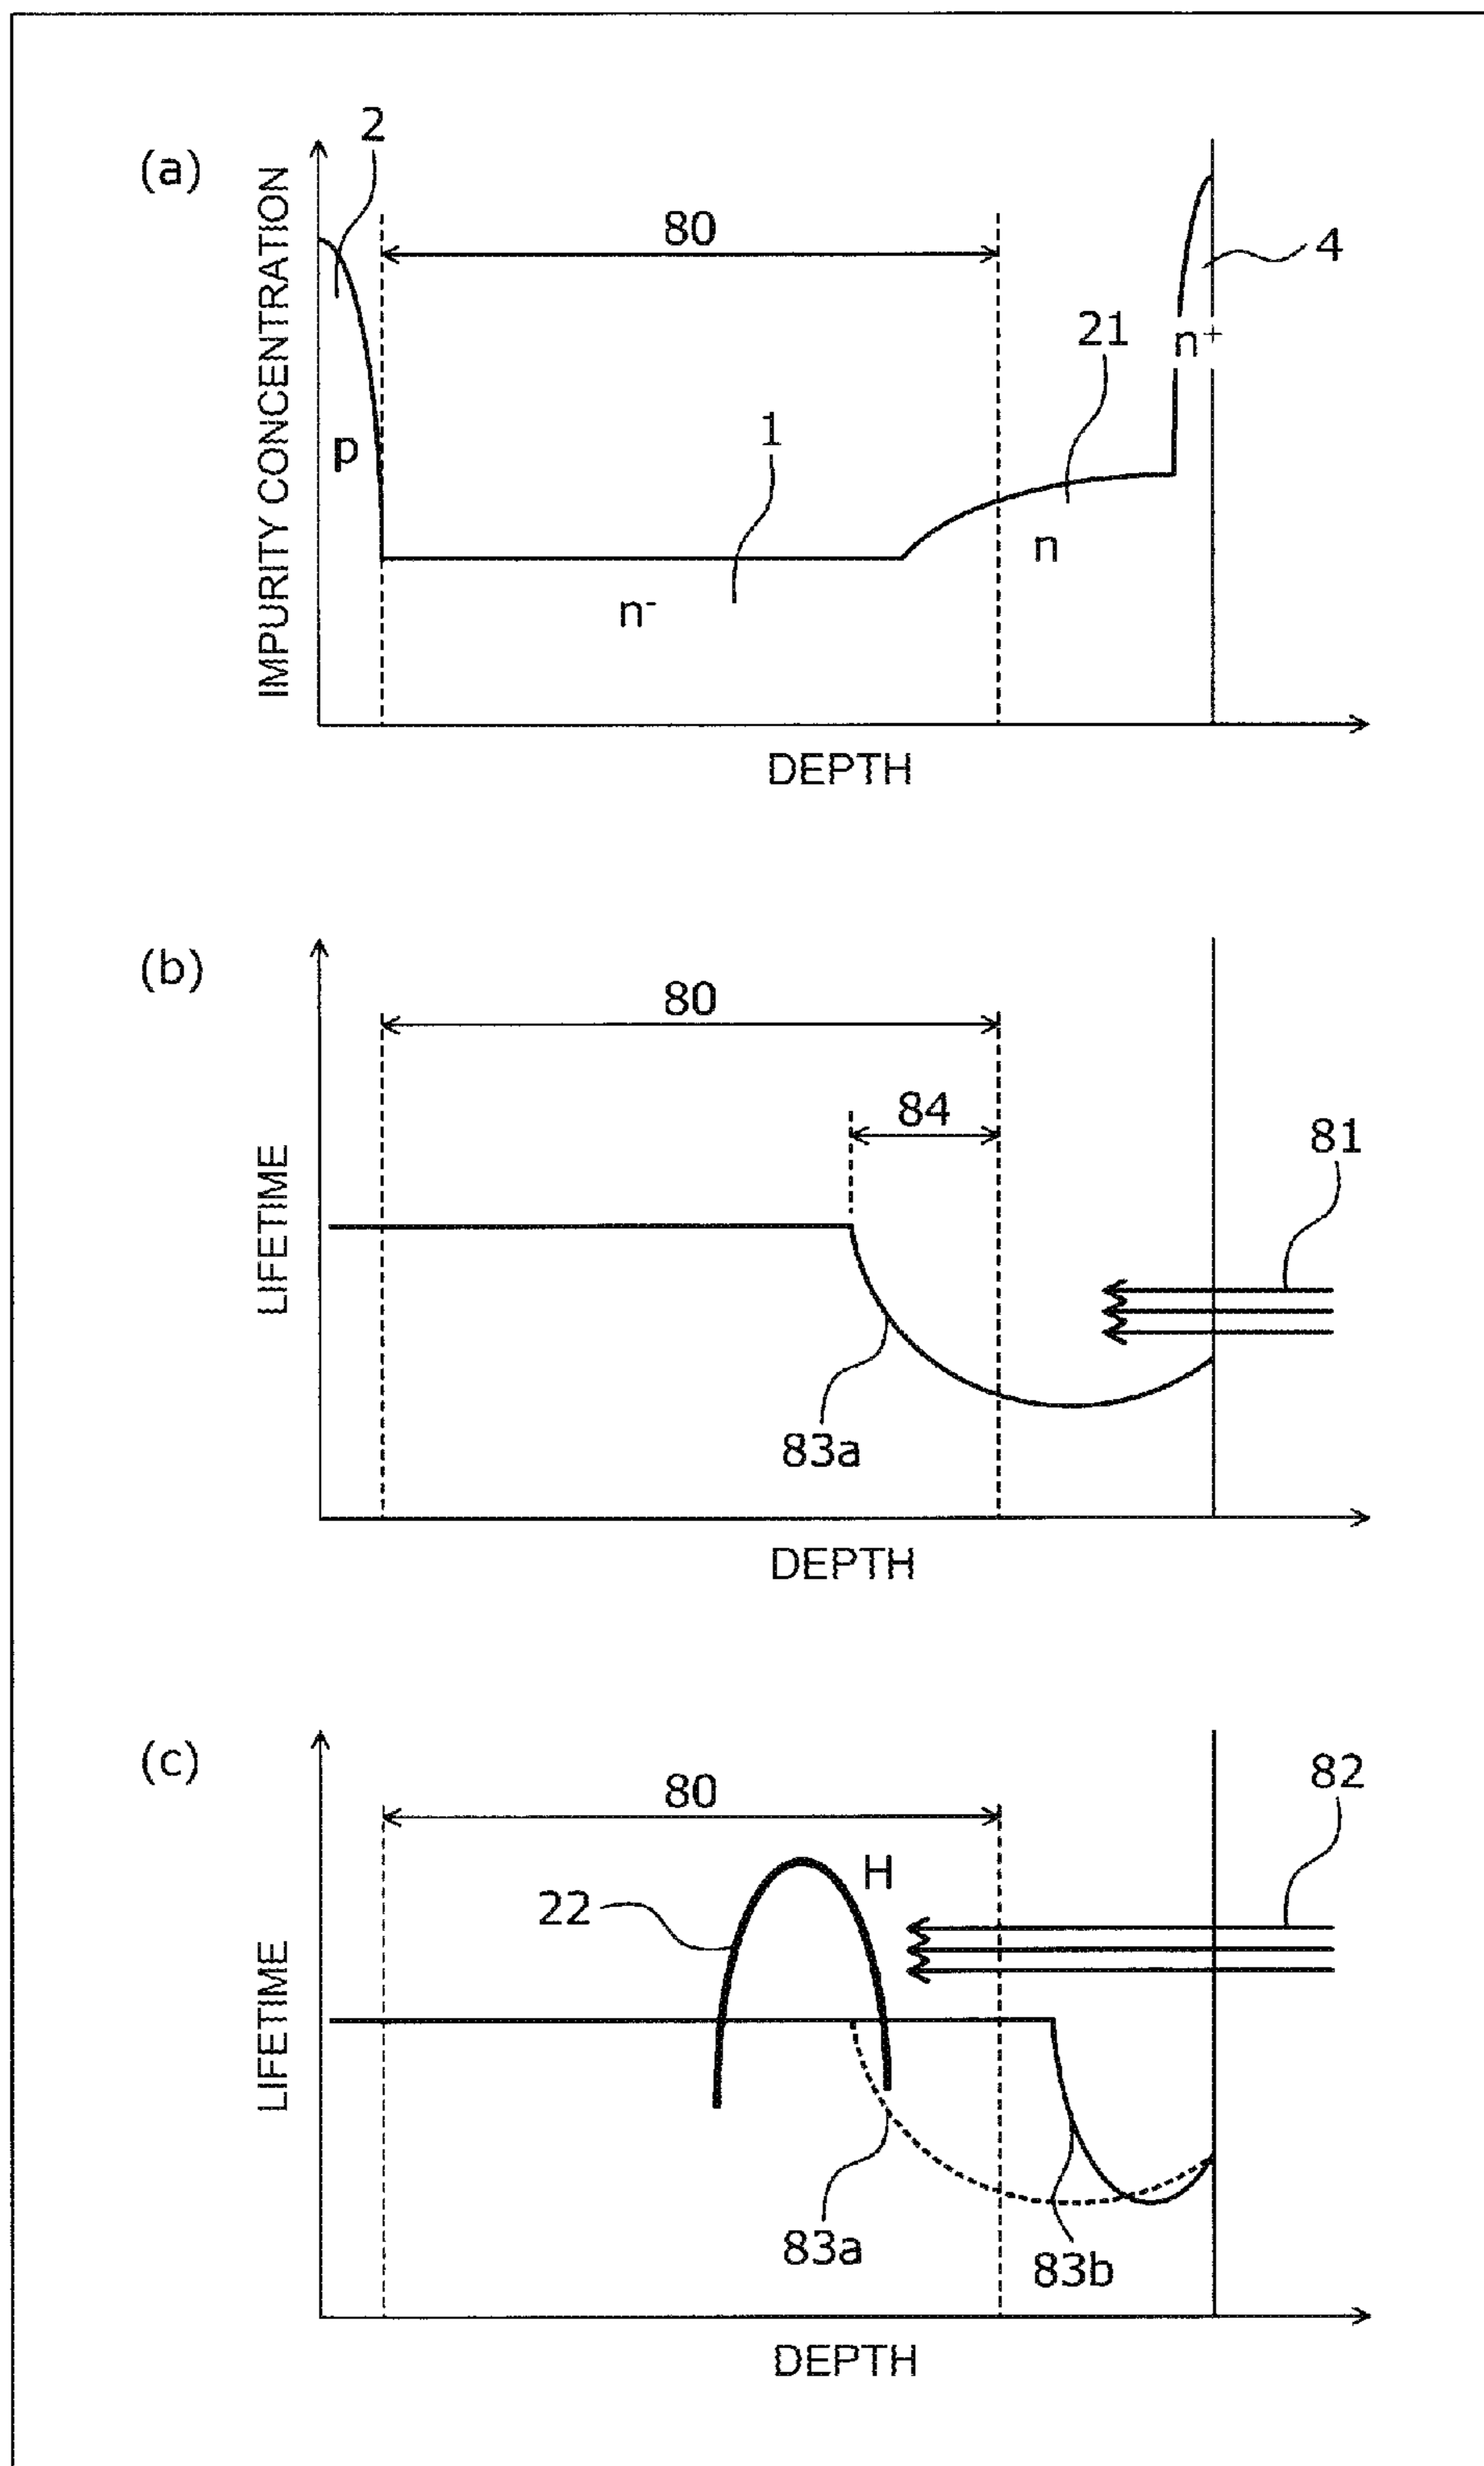 (a)
IMPURITY CONCENTRATION
2
80
4
n+
21
1
p
n
n-
DEPTH
(b)
LIFETIME
80
84
81
83a
DEPTH
(c)
LIFETIME
80
82
H
22
83a
83b
DEPTH